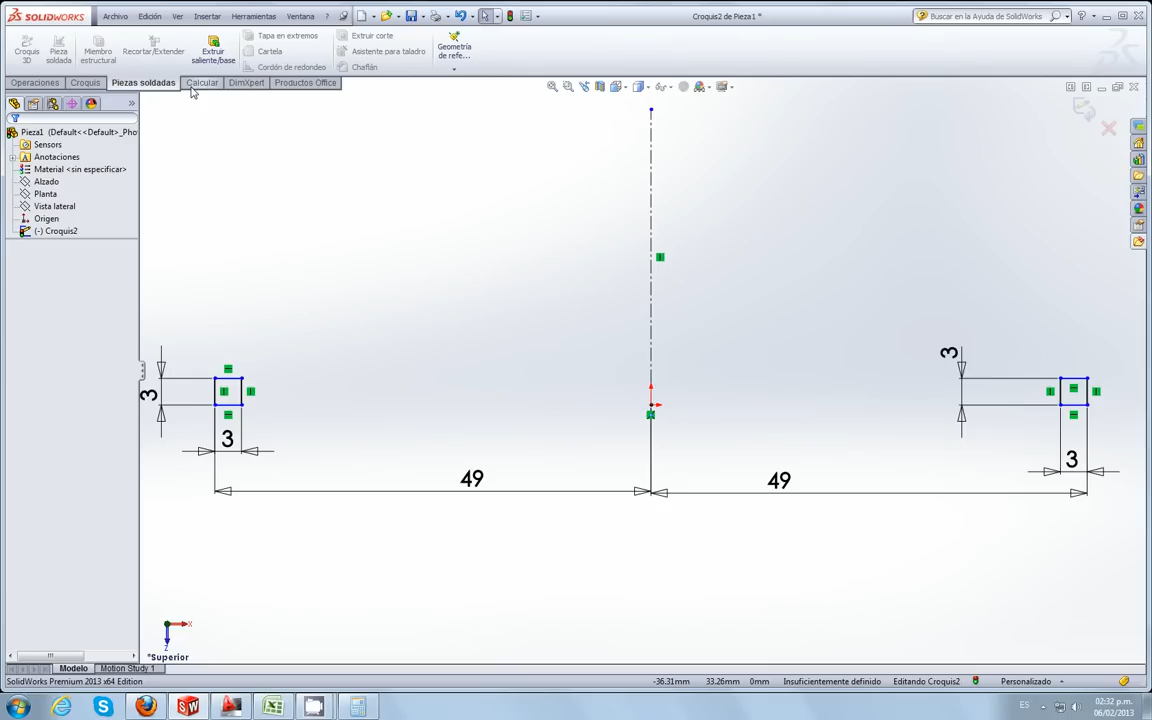 SOLIDWORKS Archivo Edición Ver Insertar Herramientas Ventana Croquis2 de Pieza1 * Buscar en la Ayuda de SolidWorks
Croquis 3D
Pieza soldada
Miembro estructural
Recortar/Extender
Extruir saliente/base
Tapa en extremos
Cartela
Cordón de redondeo
Extruir corte
Asistente para taladro
Chaflán
Geometría de refe...
Operaciones Croquis Piezas soldadas Calcular DimXpert Productos Office
Pieza1 (Default<<Default>_Pho
Sensors
Anotaciones
Material <sin especificar>
Alzado
Planta
Vista lateral
Origen
(-) Croquis2
3
3
3
3
49
49
X
Z
*Superior
Modelo Motion Study 1
SolidWorks Premium 2013 x64 Edition -36.31mm 33.26mm 0mm Insuficientemente definido Editando Croquis2 Personalizado
ES
02:32 p.m.
06/02/2013